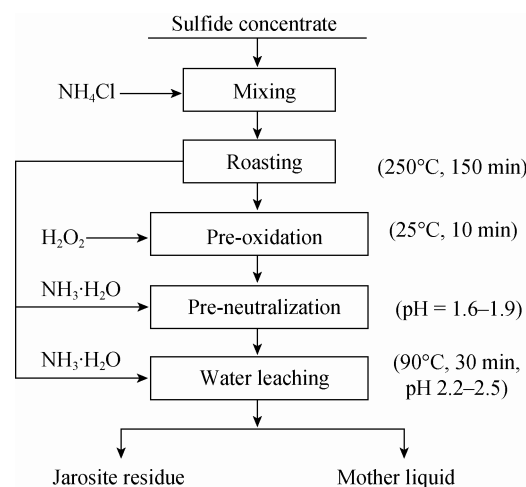 Sulfide concentrate
NH₄Cl
Mixing
Roasting
(250°C, 150 min)
H₂O₂
Pre-oxidation
(25°C, 10 min)
NH₃·H₂O
Pre-neutralization
(pH = 1.6–1.9)
NH₃·H₂O
Water leaching
(90°C, 30 min,
pH 2.2–2.5)
Jarosite residue
Mother liquid